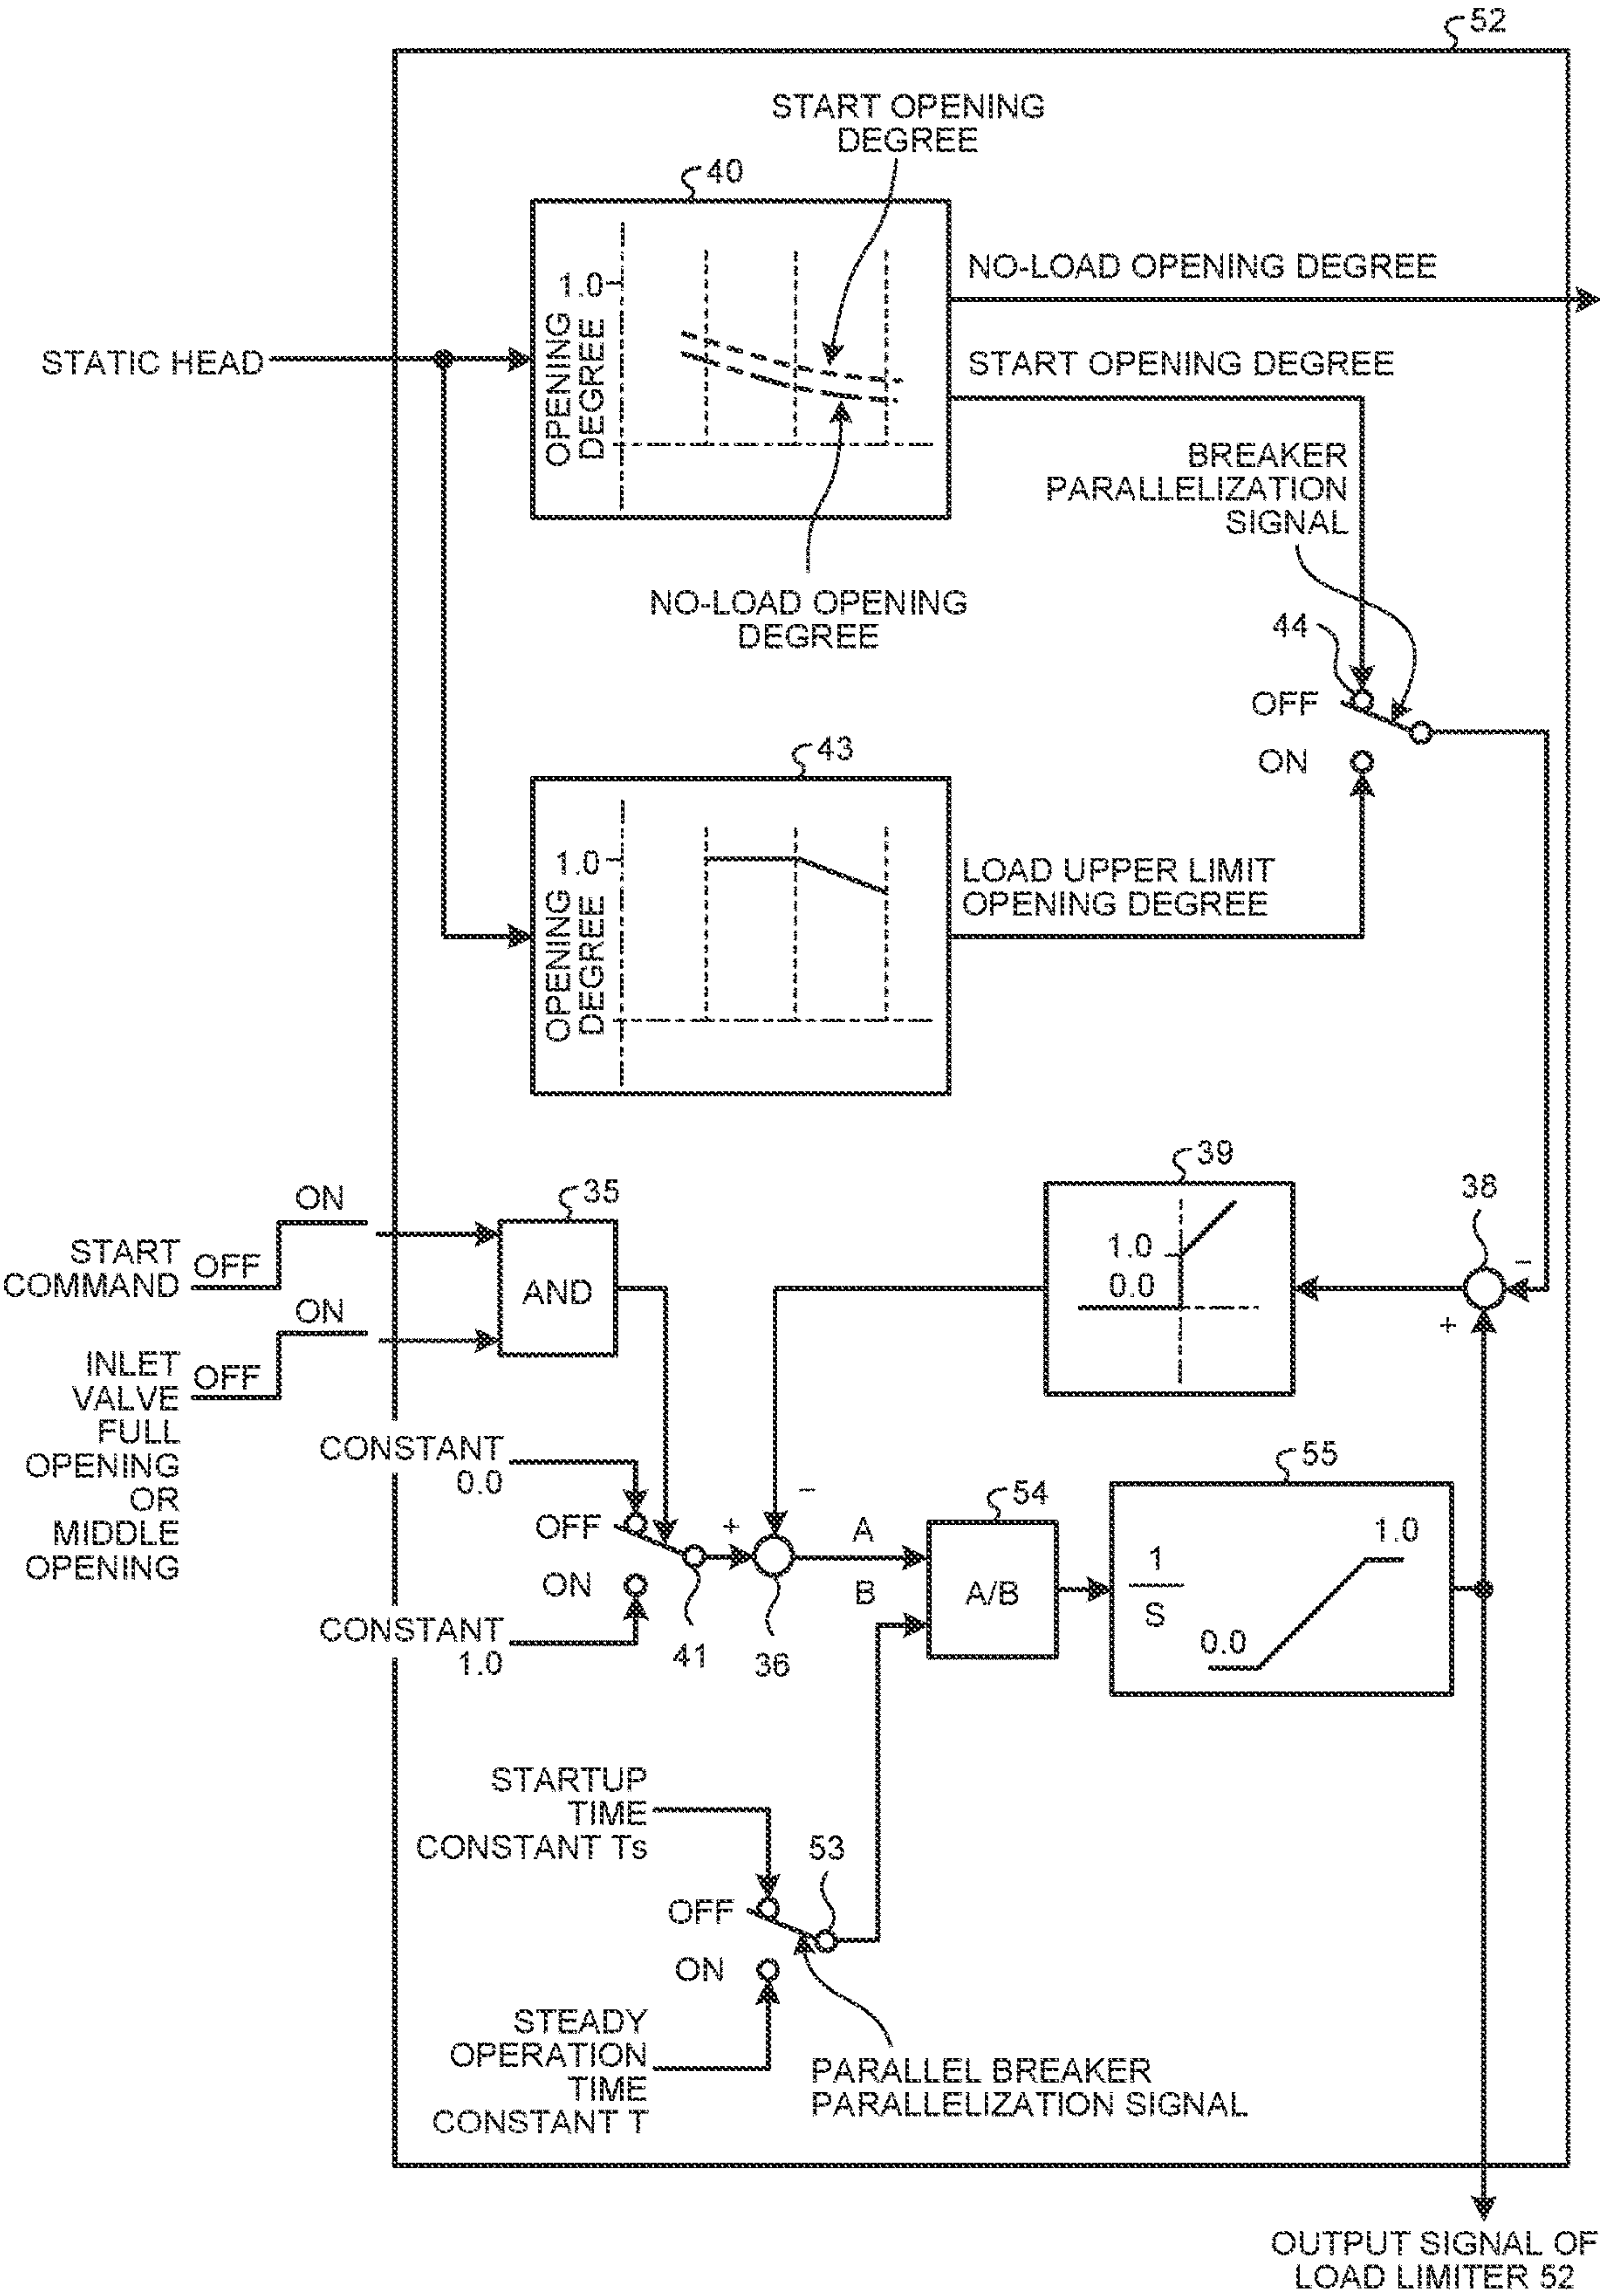 52
START OPENING
DEGREE
40
1.0
OPENING
DEGREE
NO-LOAD OPENING DEGREE
STATIC HEAD
START OPENING DEGREE
BREAKER
PARALLELIZATION
SIGNAL
NO-LOAD OPENING
DEGREE
44
OFF
ON
43
1.0
OPENING
DEGREE
LOAD UPPER LIMIT
OPENING DEGREE
39
1.0
0.0
38
−
+
ON
START
COMMAND
OFF
35
AND
ON
INLET
VALVE
FULL
OPENING
OR
MIDDLE
OPENING
OFF
CONSTANT
0.0
OFF
ON
CONSTANT
1.0
41
+
−
36
A
B
54
A/B
55
1
S
0.0
1.0
STARTUP
TIME
CONSTANT Ts
53
OFF
ON
STEADY
OPERATION
TIME
CONSTANT T
PARALLEL BREAKER
PARALLELIZATION SIGNAL
OUTPUT SIGNAL OF
LOAD LIMITER 52